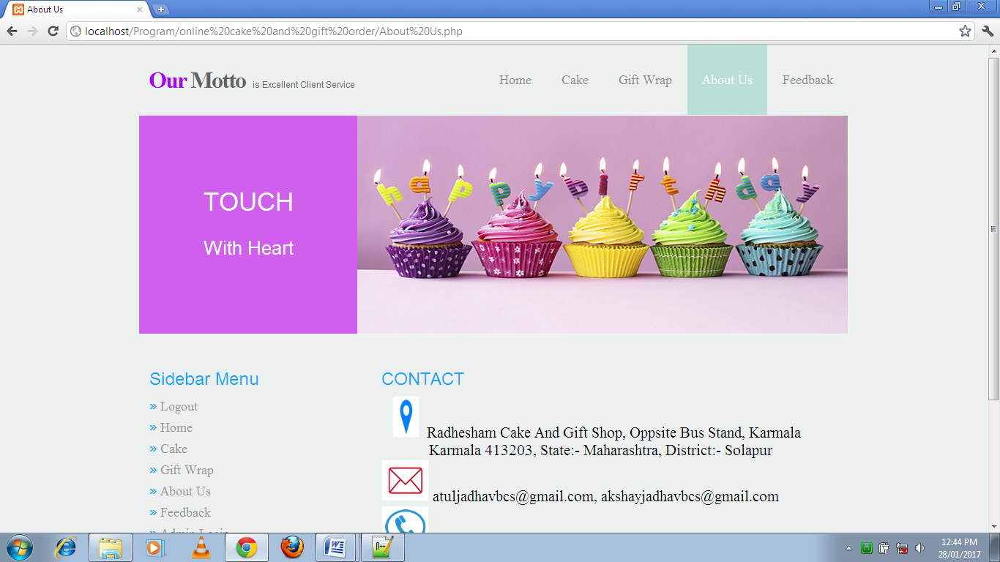 About Us
localhost/Program/online%20cake%20and%20gift%20order/About%20Us.php
Our Motto is Excellent Client Service
Home Cake Gift Wrap About Us Feedback
TOUCH
With Heart
happy birthday
Sidebar Menu
» Logout
» Home
» Cake
» Gift Wrap
» About Us
» Feedback
» Admin Login
CONTACT
Radhesham Cake And Gift Shop, Oppsite Bus Stand, Karmala
Karmala 413203, State:- Maharashtra, District:- Solapur
atuljadhavbcs@gmail.com, akshayjadhavbcs@gmail.com
12:44 PM
28/01/2017